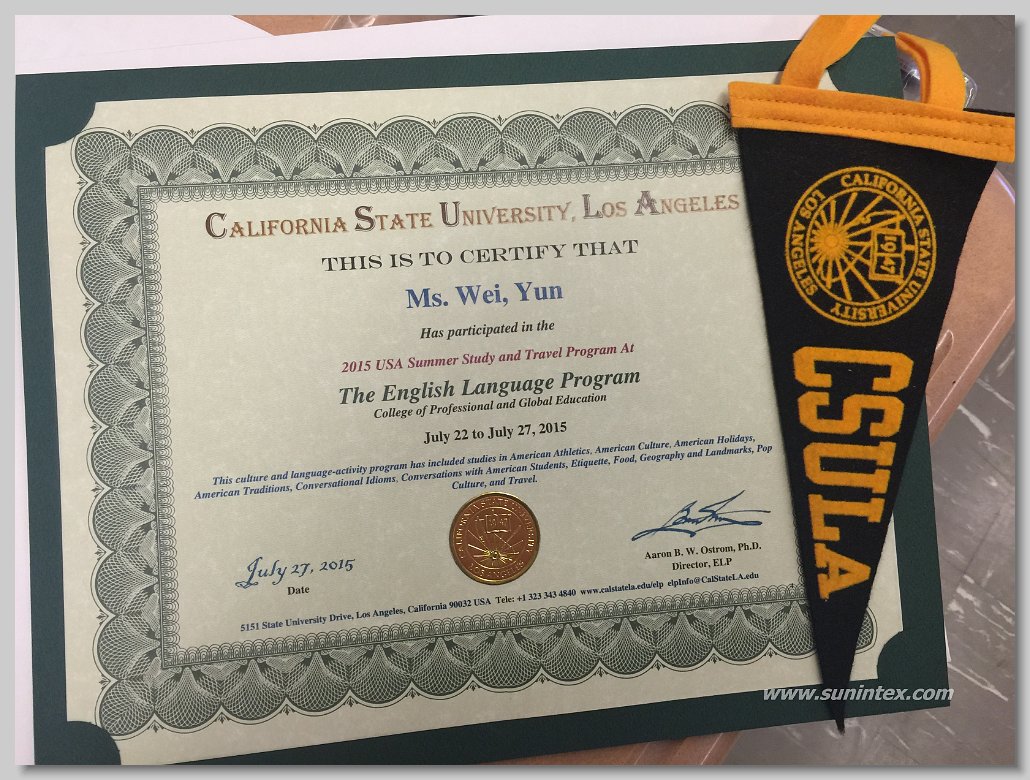 CALIFORNIA STATE UNIVERSITY, LOS ANGELES
THIS IS TO CERTIFY THAT
Ms. Wei, Yun
Has participated in the
2015 USA Summer Study and Travel Program At
The English Language Program
College of Professional and Global Education
July 22 to July 27, 2015
This culture and language-activity program has included studies in American Athletics, American Culture, American Holidays,
American Traditions, Conversational Idioms, Conversations with American Students, Etiquette, Food, Geography and Landmarks, Pop
Culture, and Travel.
CALIFORNIA STATE UNIVERSITY
LOS ANGELES
1947
July 27, 2015
Date
Aaron B. W. Ostrom, Ph.D.
Director, ELP
5151 State University Drive, Los Angeles, California 90032 USA Tele: +1 323 343 4840 www.calstatela.edu/elp elpInfo@CalStateLA.edu
CALIFORNIA STATE UNIVERSITY
LOS ANGELES
1947
CSULA
www.sunintex.com